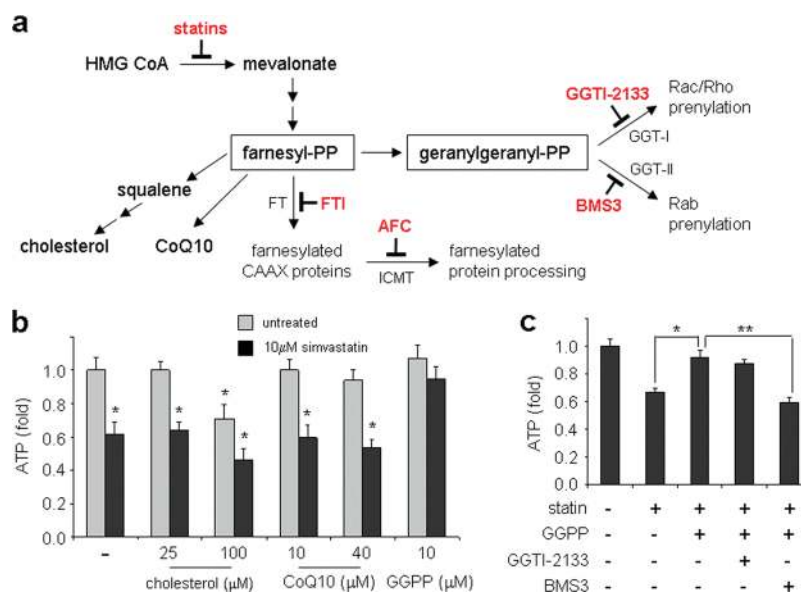 a
statins
HMG CoA
mevalonate
GGTI-2133
Rac/Rho
prenylation
GGT-I
farnesyl-PP
geranylgeranyl-PP
GGT-II
squalene
FT
FTI
BMS3
Rab
prenylation
AFC
cholesterol
CoQ10
farnesylated
CAAX proteins
ICMT
farnesylated
protein processing
b
untreated
10μM simvastatin
ATP (fold)
1.0
0.8
0.6
0.4
0.2
0.0
* * * * * *
- 25 100 10 40 10
cholesterol (μM) CoQ10 (μM) GGPP (μM)
c
* **
ATP (fold)
1.0
0.8
0.6
0.4
0.2
0.0
statin - + + + +
GGPP - - + + +
GGTI-2133 - - - + -
BMS3 - - - - +